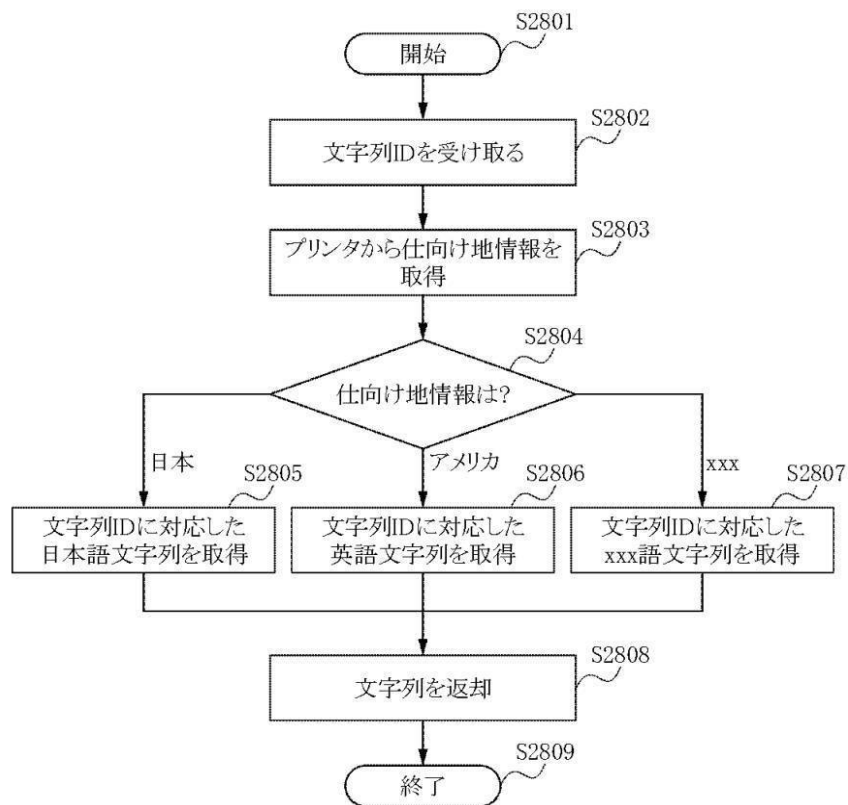 S2801
開始
S2802
文字列IDを受け取る
S2803
プリンタから仕向け地情報を
取得
S2804
仕向け地情報は?
日本
アメリカ
xxx
S2805
S2806
S2807
文字列IDに対応した
日本語文字列を取得
文字列IDに対応した
英語文字列を取得
文字列IDに対応した
xxx語文字列を取得
S2808
文字列を返却
S2809
終了